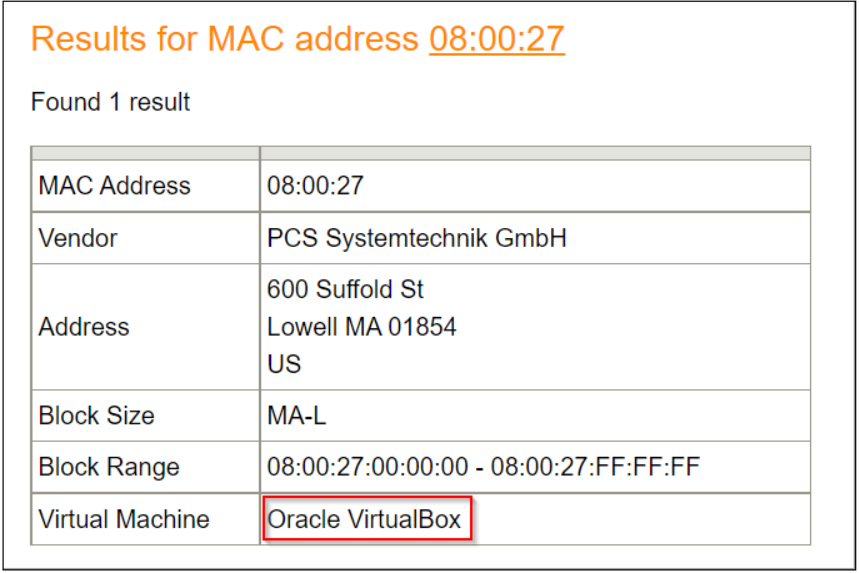 Results for MAC address 08:00:27
Found 1 result
MAC Address 08:00:27
Vendor PCS Systemtechnik GmbH
Address 600 Suffold St
Lowell MA 01854
US
Block Size MA-L
Block Range 08:00:27:00:00:00 - 08:00:27:FF:FF:FF
Virtual Machine Oracle VirtualBox